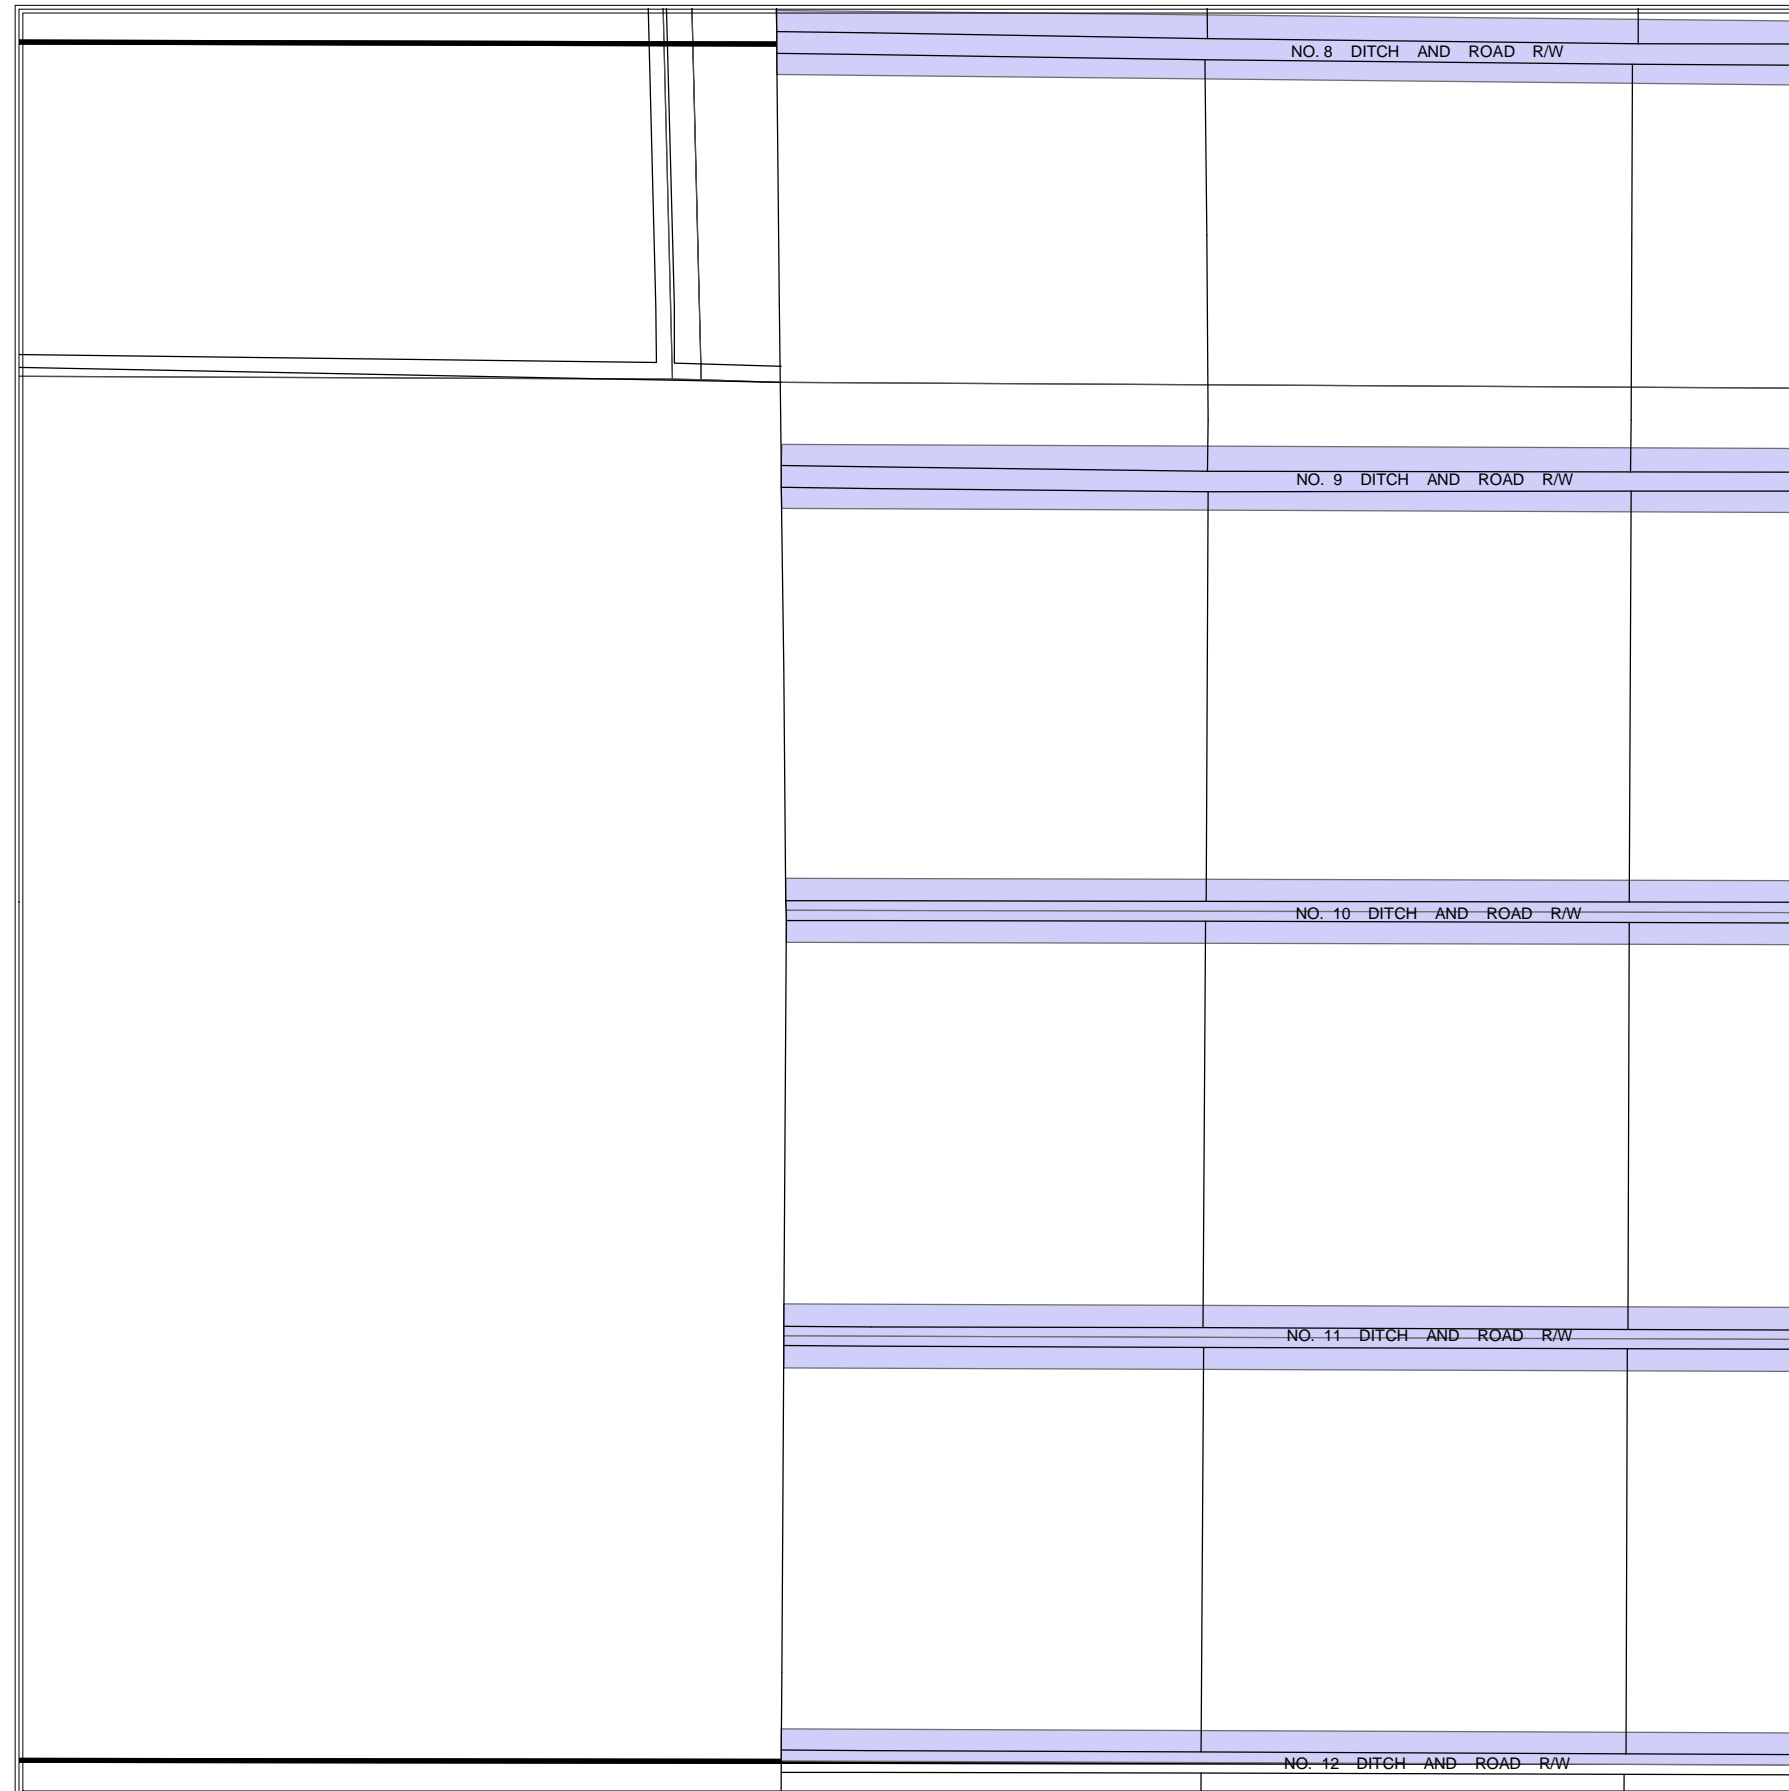 NO. 8 DITCH AND ROAD R/W
NO. 9 DITCH AND ROAD R/W
NO. 10 DITCH AND ROAD R/W
NO. 11 DITCH AND ROAD R/W
NO. 12 DITCH AND ROAD R/W